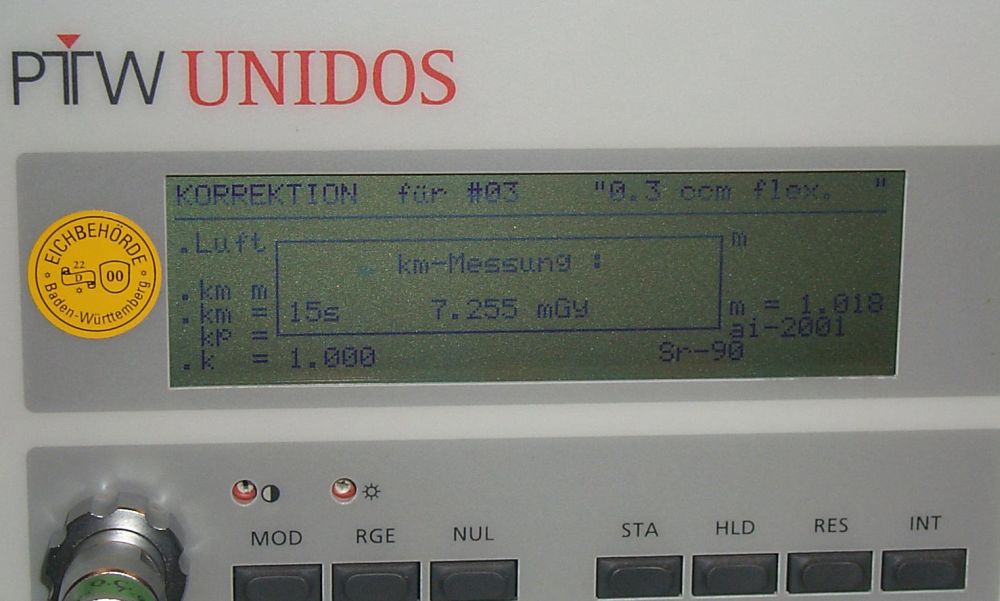 PTW UNIDOS
KORREKTION für #03 "0.3 ccm flex. "
.Luft m
km-Messung :
.km m
.km = 15s 7.255 mGy m = 1.018
kP = ai-2001
.k = 1.000 Sr-90
EICHBEHÖRDE
22
D
00
Baden-Württemberg
MOD RGE NUL STA HLD RES INT